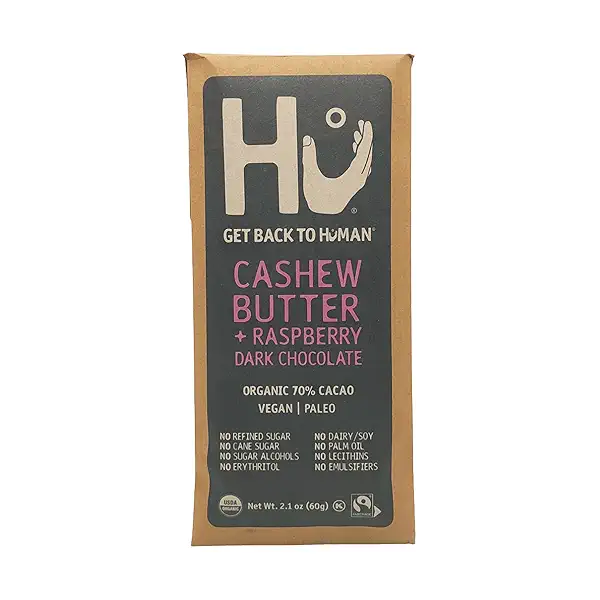 Hu
®
GET BACK TO HUMAN®
CASHEW
BUTTER
+ RASPBERRY
DARK CHOCOLATE
ORGANIC 70% CACAO
VEGAN | PALEO
NO REFINED SUGAR
NO CANE SUGAR
NO SUGAR ALCOHOLS
NO ERYTHRITOL
NO DAIRY/SOY
NO PALM OIL
NO LECITHINS
NO EMULSIFIERS
USDA
ORGANIC
Net Wt. 2.1 oz (60g)
K